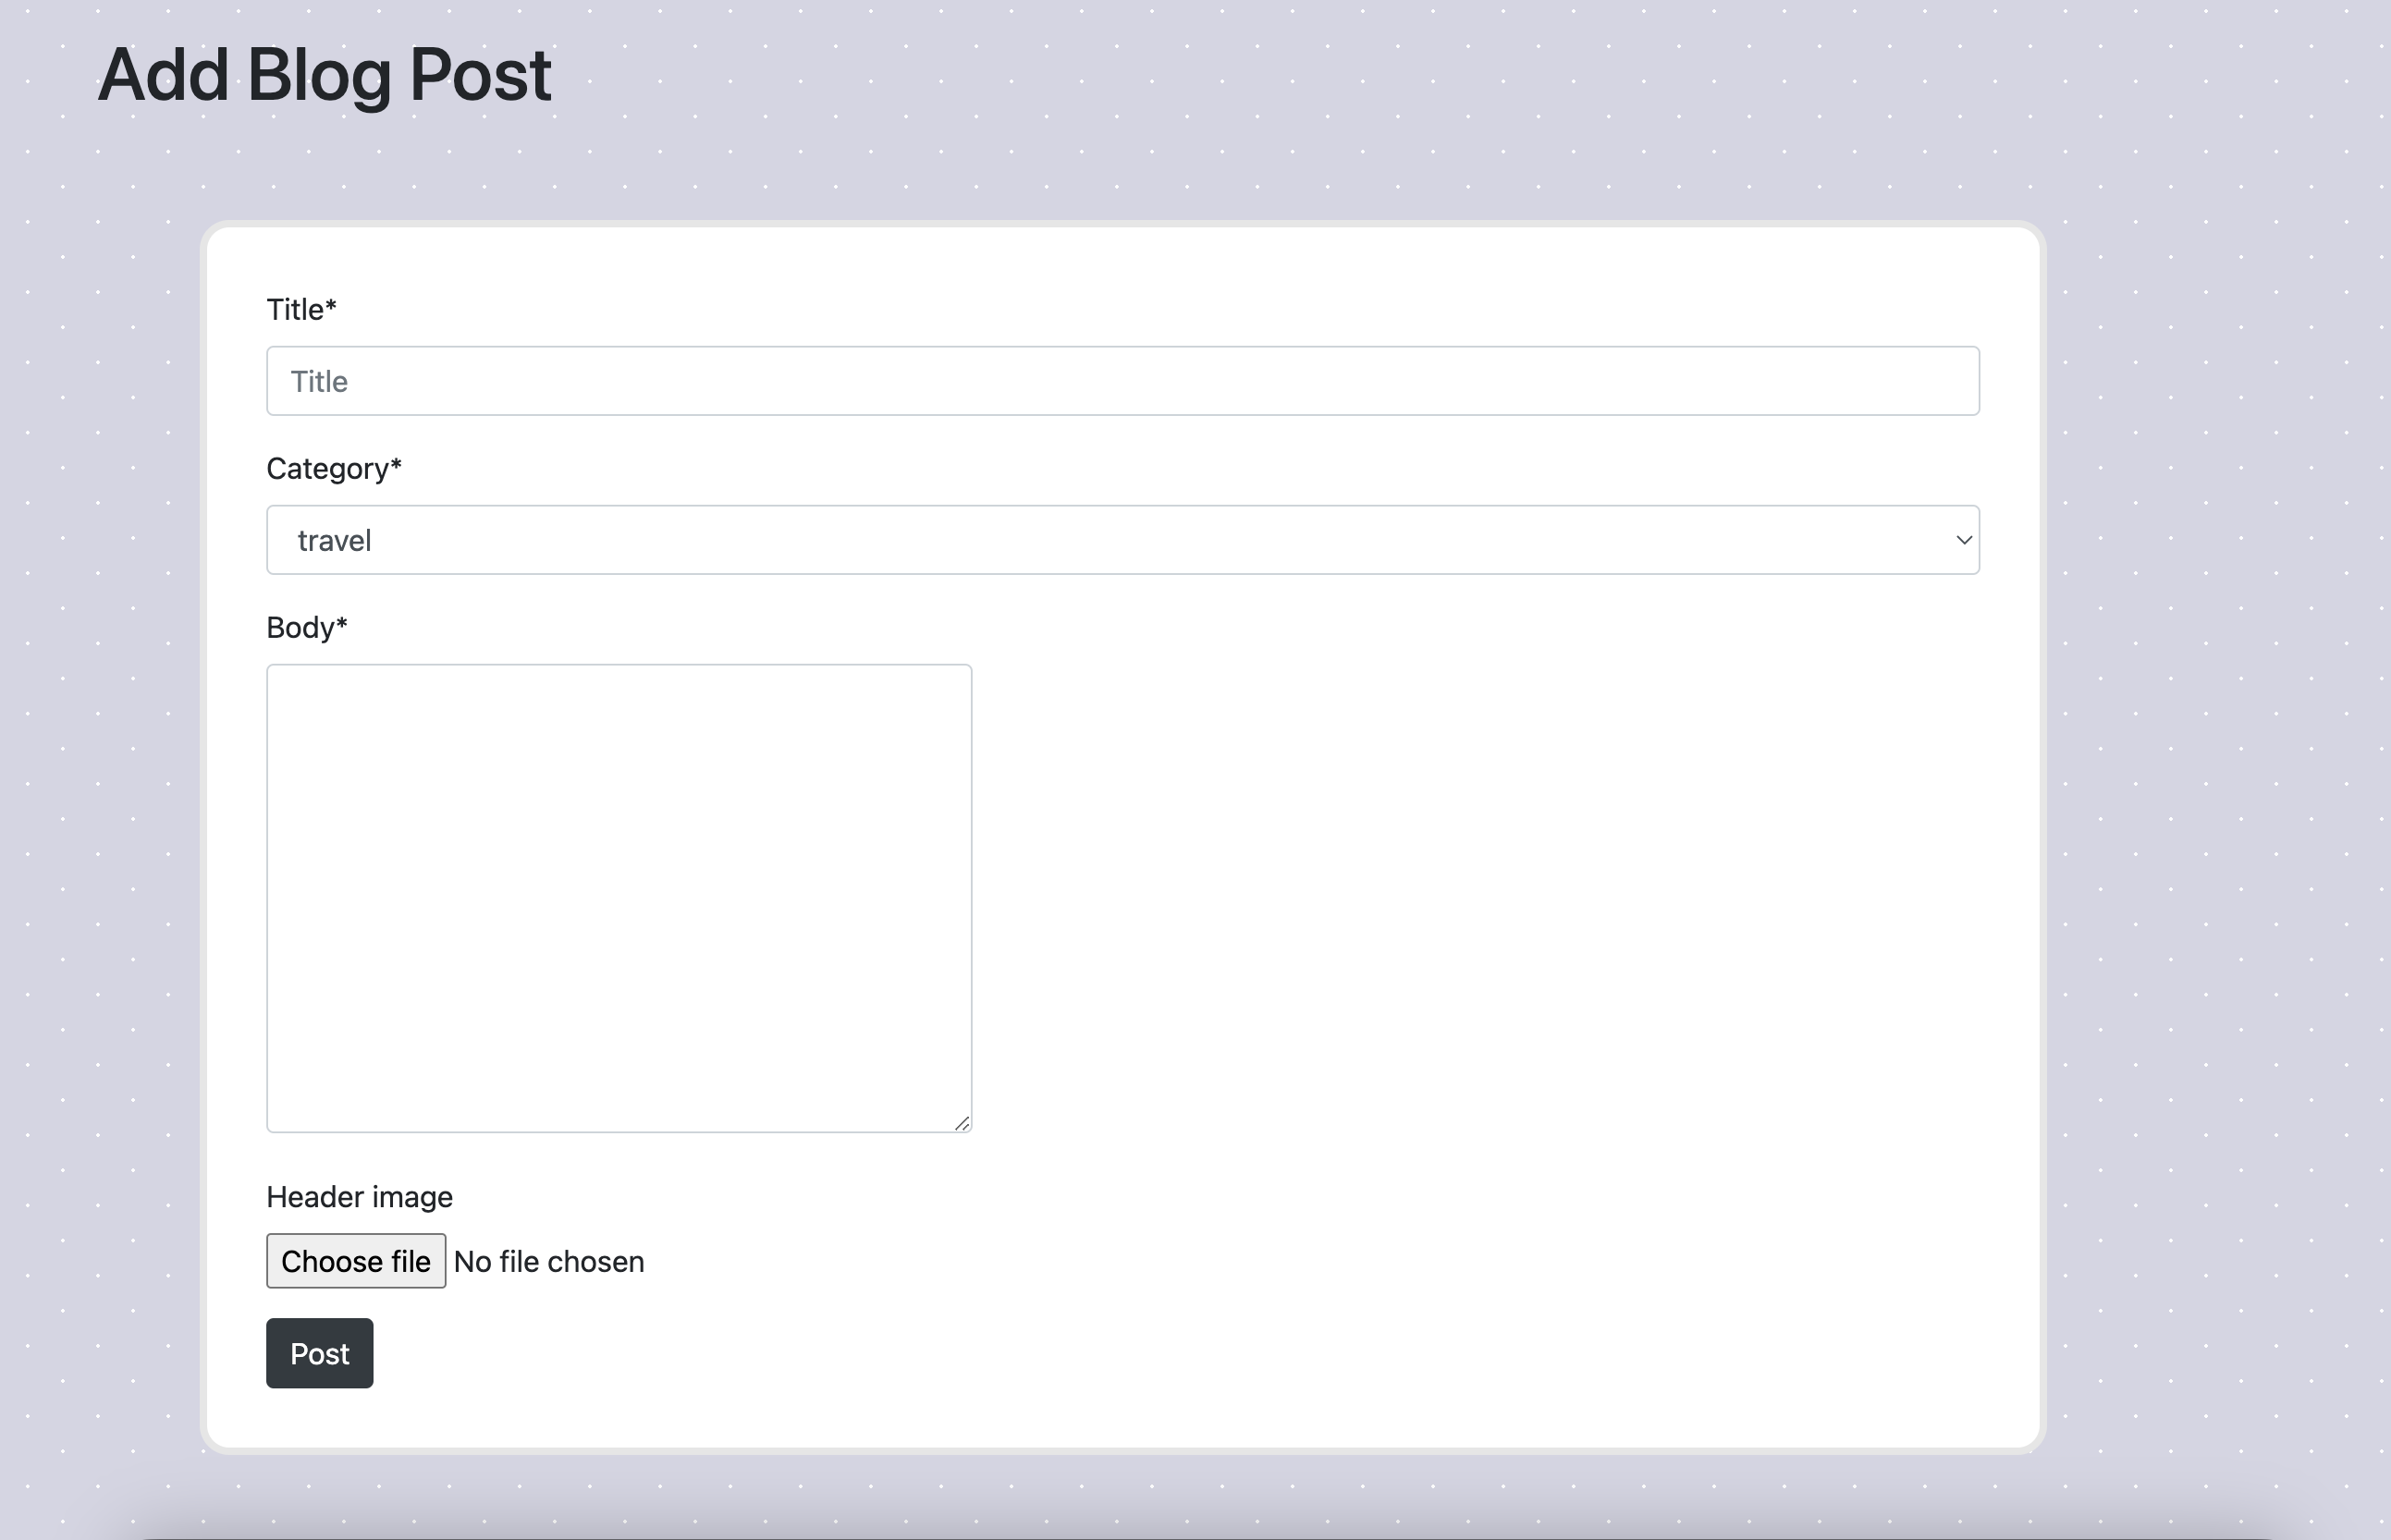 Add Blog Post
Title*
Title
Category*
travel
Body*
Header image
Choose file No file chosen
Post